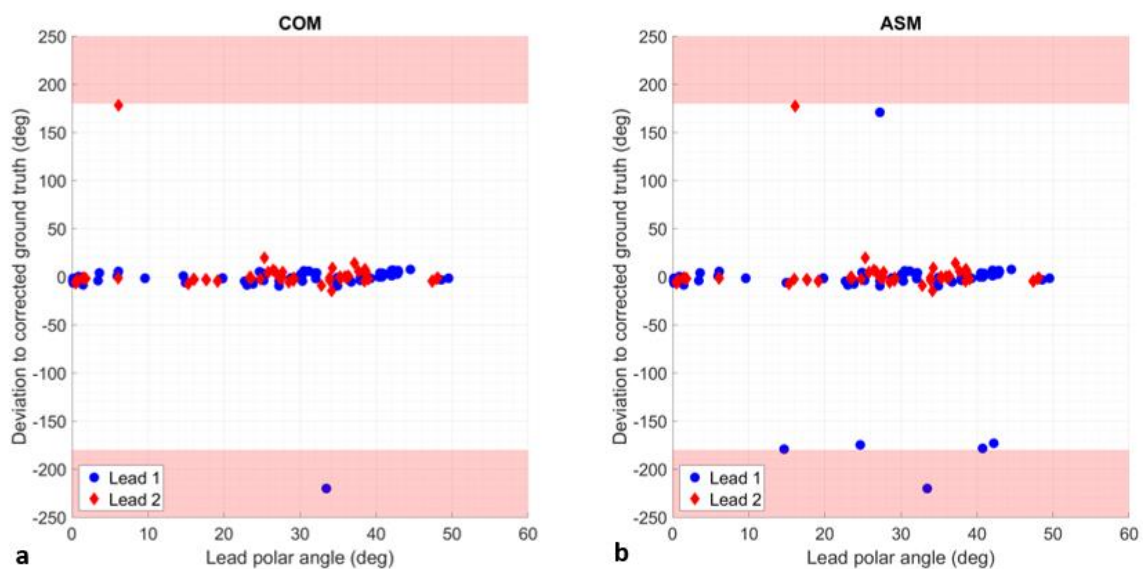 COM
250
200
150
100
50
0
-50
-100
-150
-200
-250
Deviation to corrected ground truth (deg)
Lead 1
Lead 2
0 10 20 30 40 50 60
Lead polar angle (deg)
a
ASM
250
200
150
100
50
0
-50
-100
-150
-200
-250
Deviation to corrected ground truth (deg)
Lead 1
Lead 2
0 10 20 30 40 50 60
Lead polar angle (deg)
b